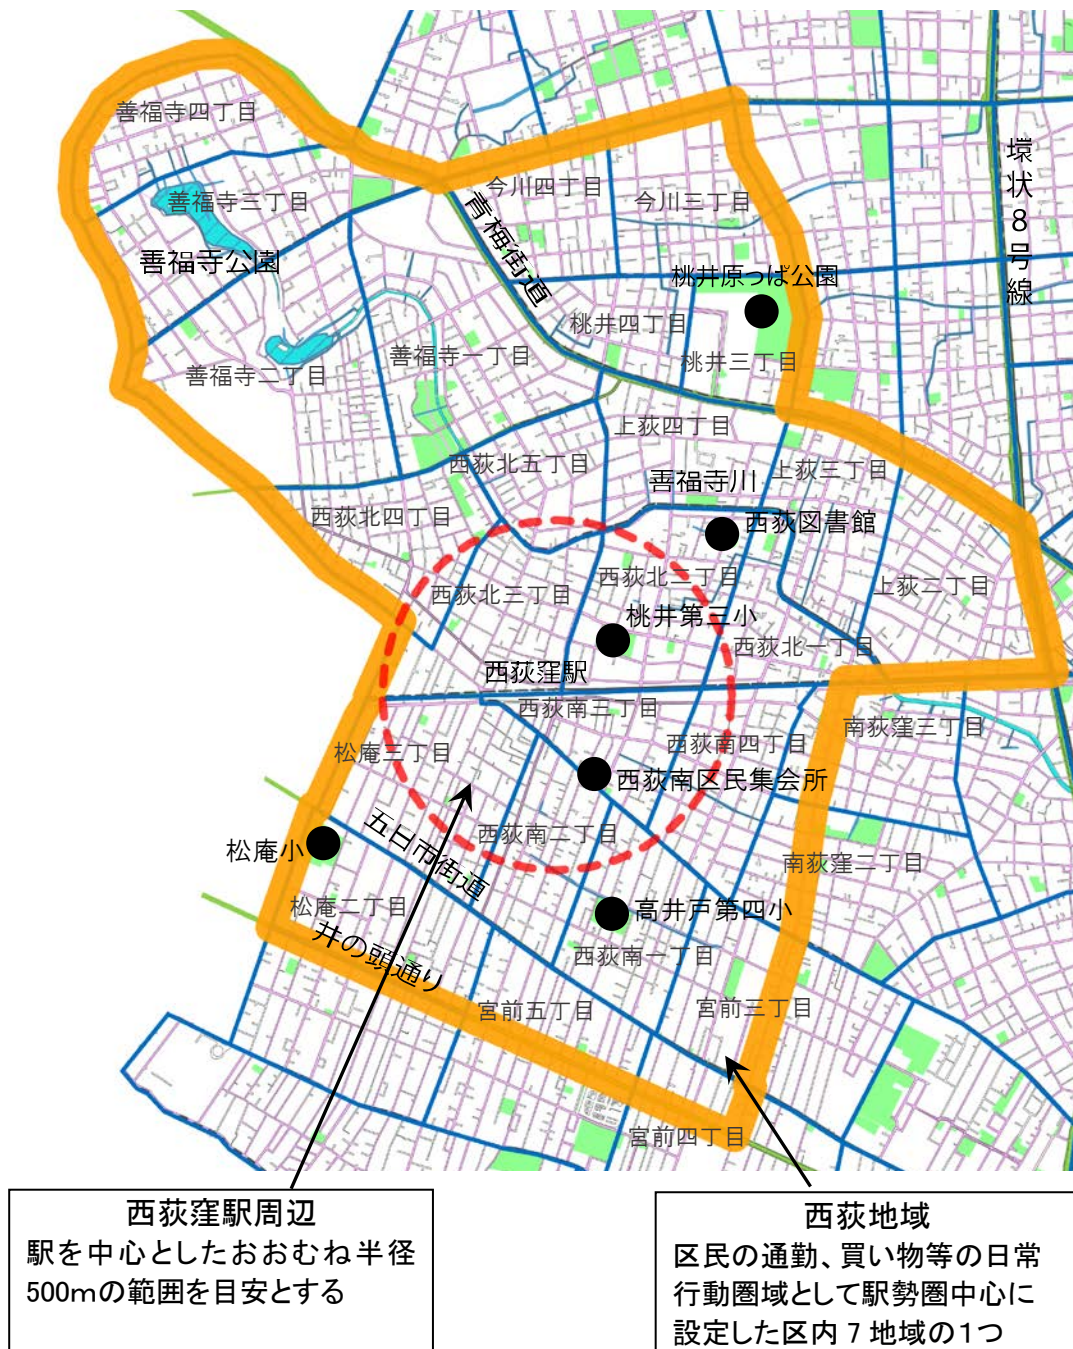 善福寺四丁目
今川四丁目
今川三丁目
環状8号線
善福寺三丁目
青梅街道
善福寺公園
桃井原っぱ公園
桃井四丁目
善福寺一丁目
桃井三丁目
善福寺二丁目
上荻四丁目
西荻北五丁目
善福寺川
上荻三丁目
西荻北四丁目
西荻図書館
西荻北二丁目
西荻北三丁目
上荻二丁目
桃井第三小
西荻北一丁目
西荻窪駅
西荻南三丁目
南荻窪三丁目
松庵三丁目
西荻南四丁目
西荻南区民集会所
五日市街道
西荻南二丁目
松庵小
南荻窪二丁目
松庵二丁目
高井戸第四小
井の頭通り
西荻南一丁目
宮前五丁目
宮前三丁目
宮前四丁目
西荻窪駅周辺
駅を中心としたおおむね半径
500mの範囲を目安とする
西荻地域
区民の通勤、買い物等の日常
行動圏域として駅勢圏中心に
設定した区内7地域の1つ